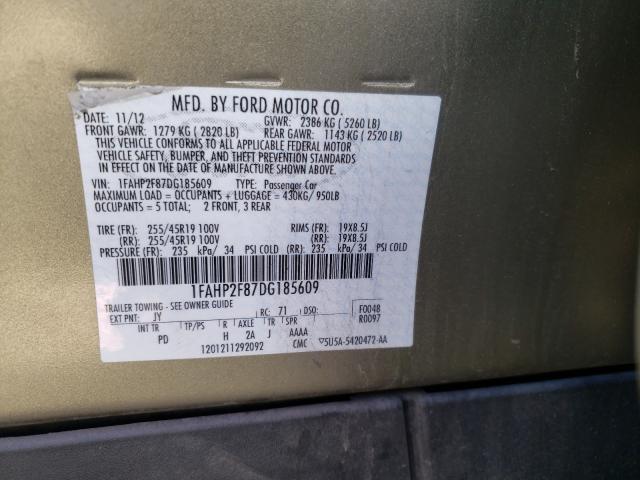 MFD. BY FORD MOTOR CO.
DATE: 11/12 GVWR: 2386 KG ( 5260 LB)
FRONT GAWR: 1279 KG ( 2820 LB) REAR GAWR: 1143 KG ( 2520 LB)
THIS VEHICLE CONFORMS TO ALL APPLICABLE FEDERAL MOTOR
VEHICLE SAFETY, BUMPER, AND THEFT PREVENTION STANDARDS
IN EFFECT ON THE DATE OF MANUFACTURE SHOWN ABOVE.
VIN: 1FAHP2F87DG185609 TYPE: Passenger Car
MAXIMUM LOAD = OCCUPANTS + LUGGAGE = 430KG/ 950LB
OCCUPANTS = 5 TOTAL; 2 FRONT, 3 REAR
TIRE (FR): 255/45R19 100V RIMS (FR): 19X8.5J
(RR): 255/45R19 100V (RR): 19X8.5J
PRESSURE (FR): 235 kPa/ 34 PSI COLD (RR): 235 kPa/ 34 PSI COLD
1FAHP2F87DG185609
TRAILER TOWING - SEE OWNER GUIDE
EXT PNT: JY RC: 71 DSO: F0048
R0097
INT TR TP/PS R AXLE TR SPR
PD H 2A J AAAA
1201211292092 CMC ▽5U5A-5420472-AA